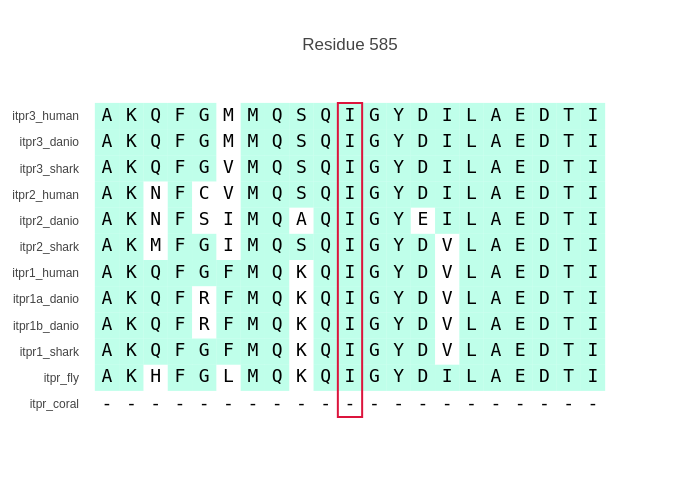 Residue 585
itpr3_human A K Q F G M M Q S Q I G Y D I L A E D T I
itpr3_danio A K Q F G M M Q S Q I G Y D I L A E D T I
itpr3_shark A K Q F G V M Q S Q I G Y D I L A E D T I
itpr2_human A K N F C V M Q S Q I G Y D I L A E D T I
itpr2_danio A K N F S I M Q A Q I G Y E I L A E D T I
itpr2_shark A K M F G I M Q S Q I G Y D V L A E D T I
itpr1_human A K Q F G F M Q K Q I G Y D V L A E D T I
itpr1a_danio A K Q F R F M Q K Q I G Y D V L A E D T I
itpr1b_danio A K Q F R F M Q K Q I G Y D V L A E D T I
itpr1_shark A K Q F G F M Q K Q I G Y D V L A E D T I
itpr_fly A K H F G L M Q K Q I G Y D I L A E D T I
itpr_coral - - - - - - - - - - - - - - - - - - - - -